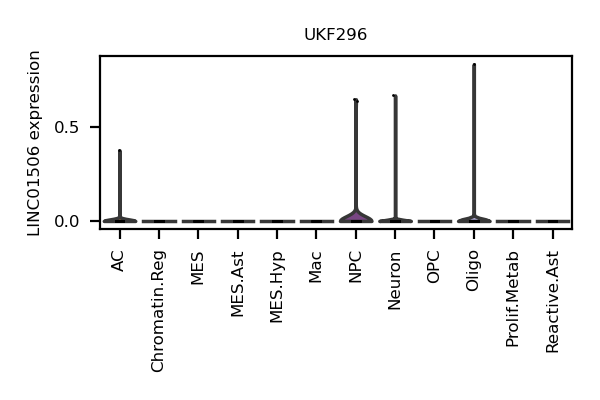 UKF296
LINC01506 expression
0.5
0.0
AC
Chromatin.Reg
MES
MES.Ast
MES.Hyp
Mac
NPC
Neuron
OPC
Oligo
Prolif.Metab
Reactive.Ast